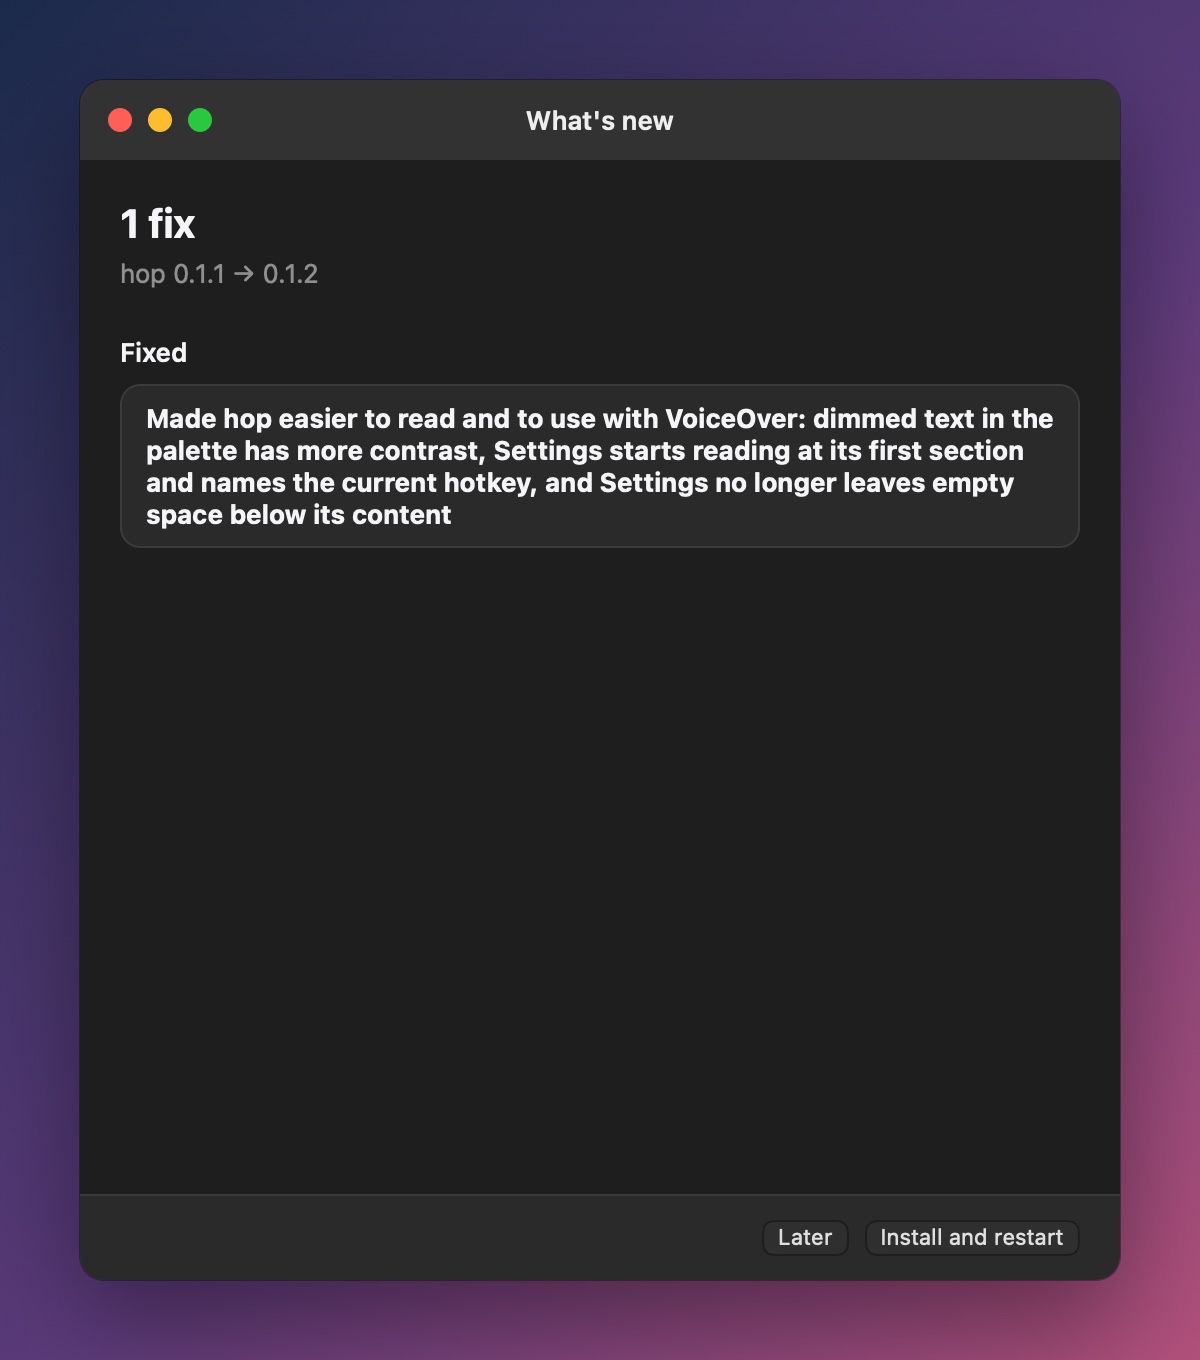 What's new
1 fix
hop 0.1.1 → 0.1.2
Fixed
Made hop easier to read and to use with VoiceOver: dimmed text in the
palette has more contrast, Settings starts reading at its first section
and names the current hotkey, and Settings no longer leaves empty
space below its content
Later
Install and restart